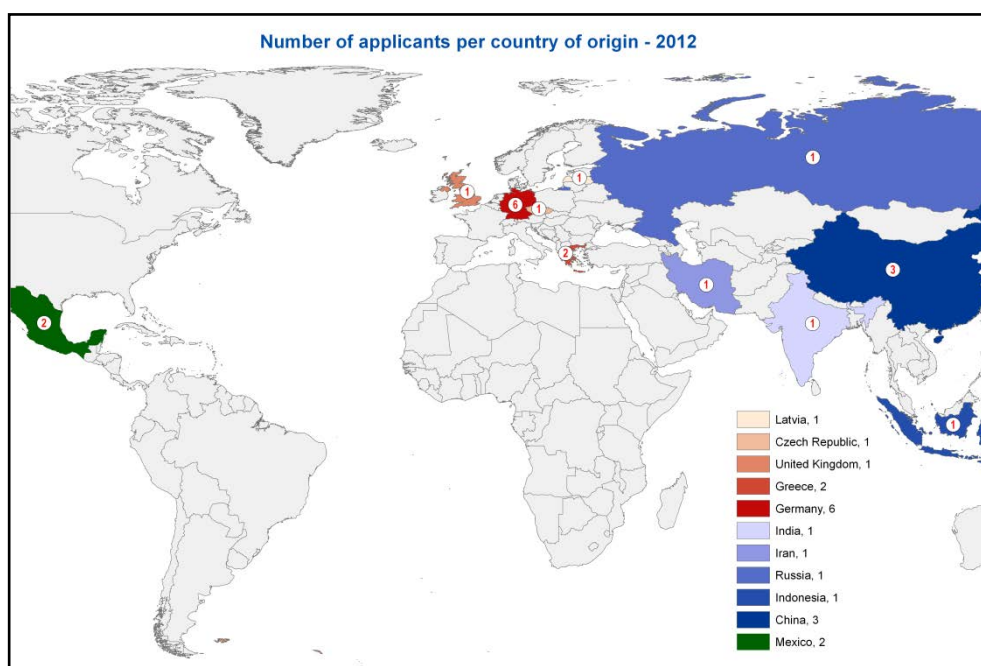 Number of applicants per country of origin - 2012
1
1
1
6
1
2
3
1
1
2
1
Latvia, 1
Czech Republic, 1
United Kingdom, 1
Greece, 2
Germany, 6
India, 1
Iran, 1
Russia, 1
Indonesia, 1
China, 3
Mexico, 2